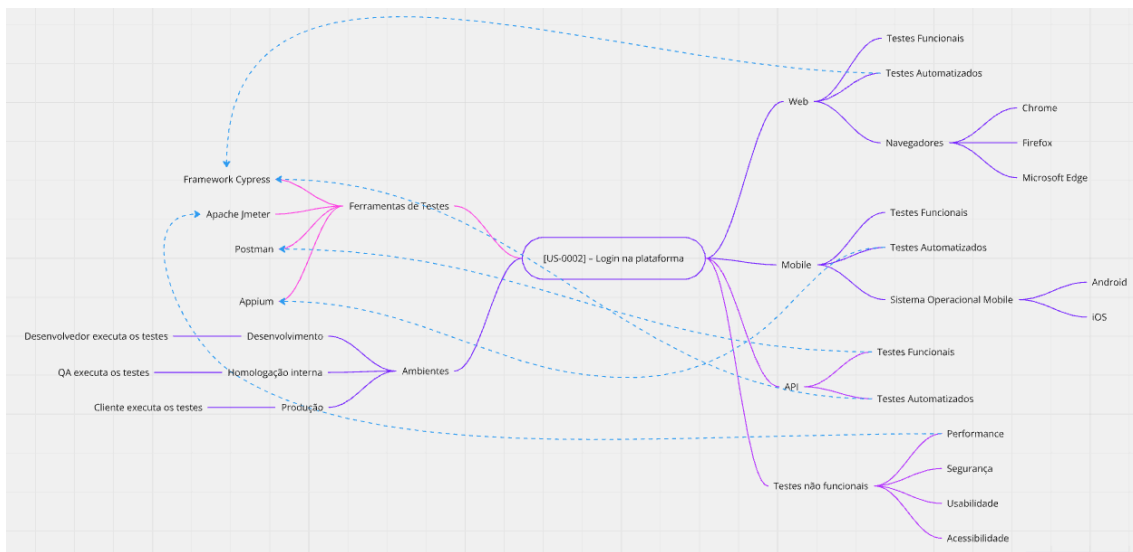 [US-0002] – Login na plataforma
Ferramentas de Testes
Framework Cypress
Apache Jmeter
Postman
Appium
Ambientes
Desenvolvimento
Desenvolvedor executa os testes
Homologação interna
QA executa os testes
Produção
Cliente executa os testes
Web
Testes Funcionais
Testes Automatizados
Navegadores
Chrome
Firefox
Microsoft Edge
Mobile
Testes Funcionais
Testes Automatizados
Sistema Operacional Mobile
Android
iOS
API
Testes Funcionais
Testes Automatizados
Testes não funcionais
Performance
Segurança
Usabilidade
Acessibilidade